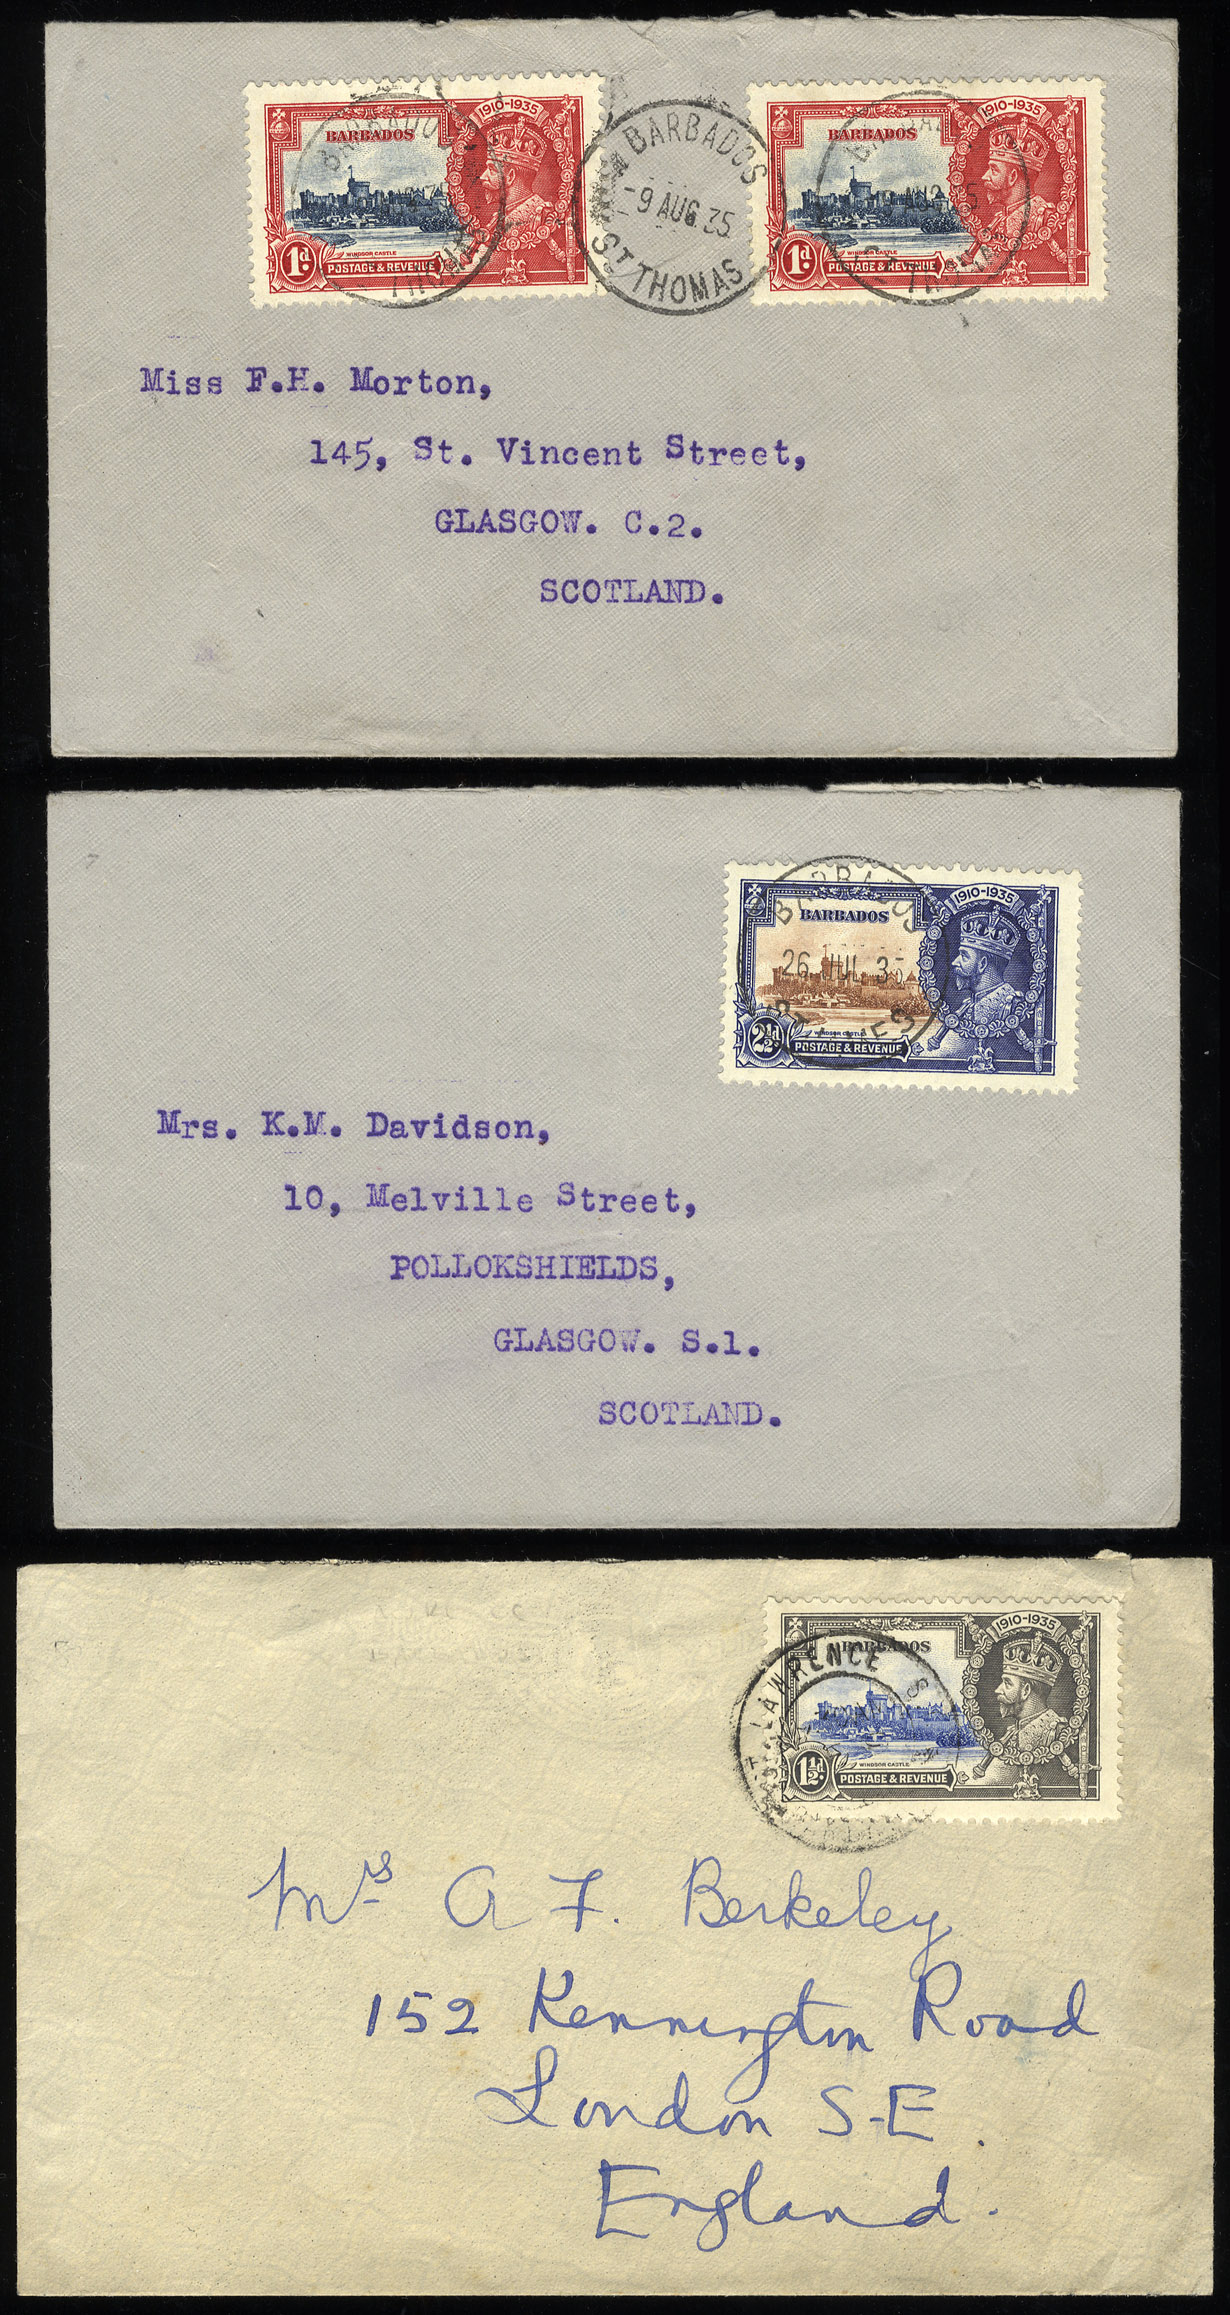 1910-1935
BARBADOS
WINDSOR CASTLE
1d.
POSTAGE & REVENUE
BARBADOS
-9 AUG.35
ST THOMAS
1910-1935
BARBADOS
WINDSOR CASTLE
1d.
POSTAGE & REVENUE
Miss F.H. Morton,
145, St. Vincent Street,
GLASGOW. C.2.
SCOTLAND.
1910-1935
BARBADOS
BARBADOS
26 JUL 35
WINDSOR CASTLE
2½d
POSTAGE & REVENUE
Mrs. K.M. Davidson,
10, Melville Street,
POLLOKSHIELDS,
GLASGOW. S.1.
SCOTLAND.
1910-1935
BARBADOS
LAWRENCE
WINDSOR CASTLE
1½d.
POSTAGE & REVENUE
Mrs A F. Berkeley
152 Kennington Road
London S-E.
England.